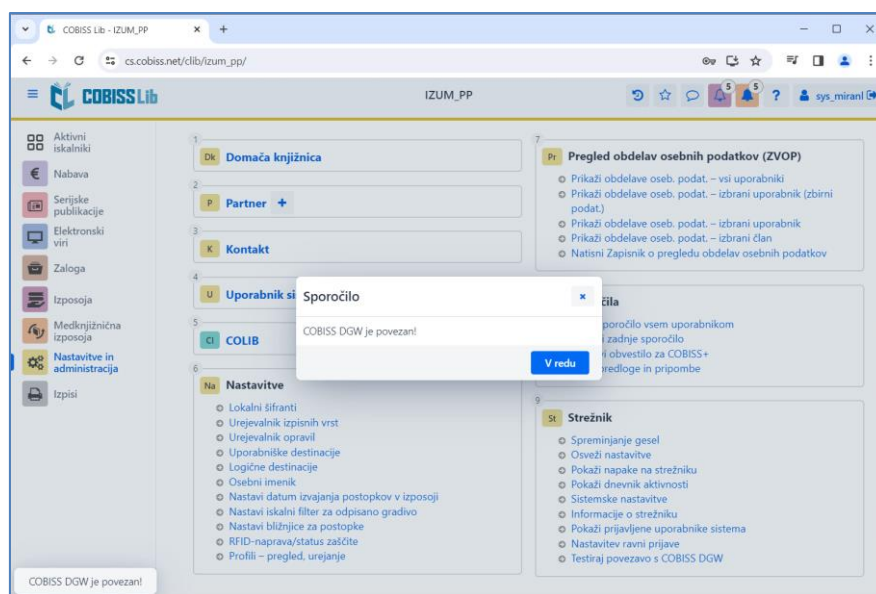 COBISS Lib - IZUM_PP
cs.cobiss.net/clib/izum_pp/
COBISS Lib
IZUM_PP
5
5
?
sys_miranl
Aktivni
iskalniki
€
Nabava
Serijske
publikacije
Elektronski
viri
Zaloga
Izposoja
Medknjižnična
izposoja
Nastavitve in
administracija
Izpisi
1
Dk Domača knjižnica
2
P Partner +
3
K Kontakt
4
U Uporabnik si
5
Cl COLIB
6
Na Nastavitve
Lokalni šifranti
Urejevalnik izpisnih vrst
Urejevalnik opravil
Uporabniške destinacije
Logične destinacije
Osebni imenik
Nastavi datum izvajanja postopkov v izposoji
Nastavi iskalni filter za odpisano gradivo
Nastavi bližnjice za postopke
RFID-naprava/status zaščite
Profili – pregled, urejanje
7
Pr Pregled obdelav osebnih podatkov (ZVOP)
Prikaži obdelave oseb. podat. – vsi uporabniki
Prikaži obdelave oseb. podat. – izbrani uporabnik (zbirni
podat.)
Prikaži obdelave oseb. podat. – izbrani uporabnik
Prikaži obdelave oseb. podat. – izbrani član
Natisni Zapisnik o pregledu obdelav osebnih podatkov
čila
poročilo vsem uporabnikom
zadnje sporočilo
vi obvestilo za COBISS+
redloge in pripombe
9
St Strežnik
Spreminjanje gesel
Osveži nastavitve
Pokaži napake na strežniku
Pokaži dnevnik aktivnosti
Sistemske nastavitve
Informacije o strežniku
Pokaži prijavljene uporabnike sistema
Nastavitev ravni prijave
Testiraj povezavo s COBISS DGW
Sporočilo
COBISS DGW je povezan!
V redu
COBISS DGW je povezan!